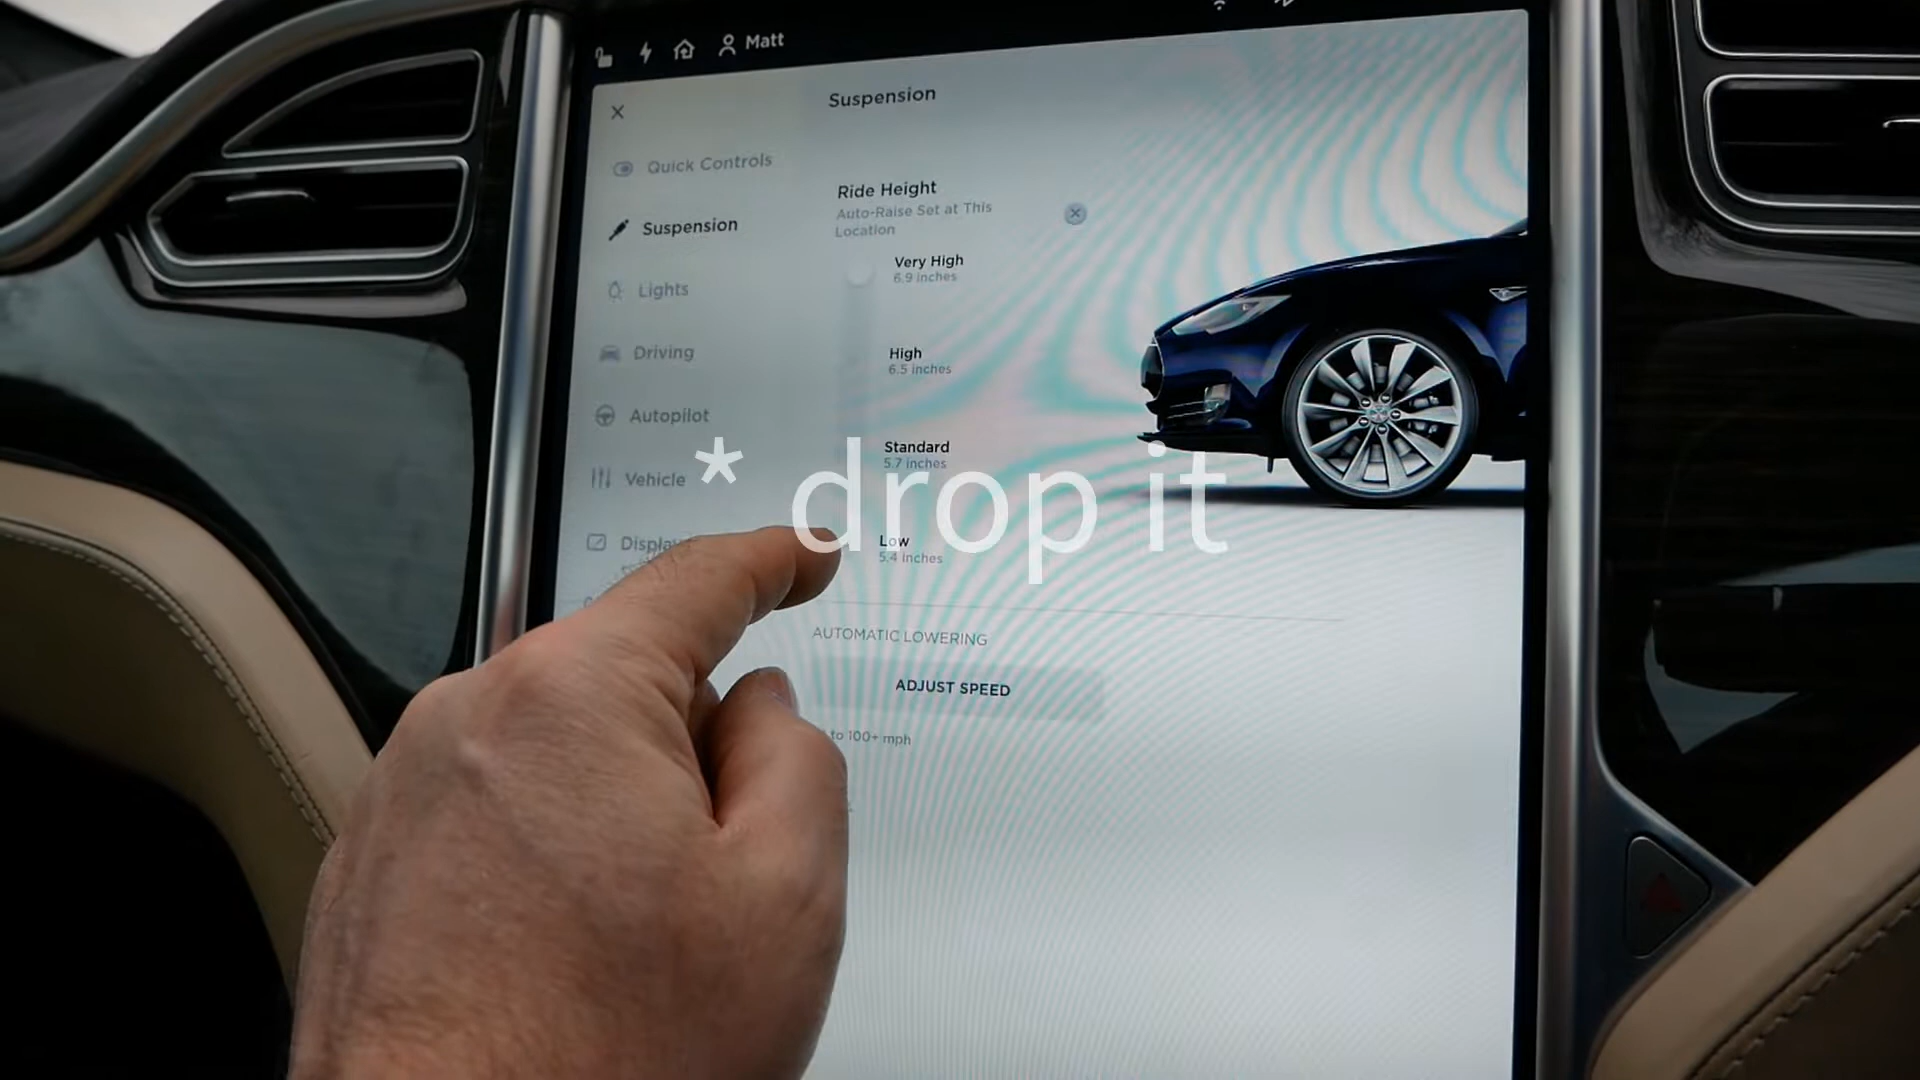 Matt
Suspension
Quick Controls
Suspension
Lights
Driving
Autopilot
Vehicle
Ride Height
Auto-Raise Set at This
Location
Very High
6.9 inches
High
6.5 inches
Standard
5.7 inches
Low
5.4 inches
* drop it
AUTOMATIC LOWERING
ADJUST SPEED
to 100+ mph